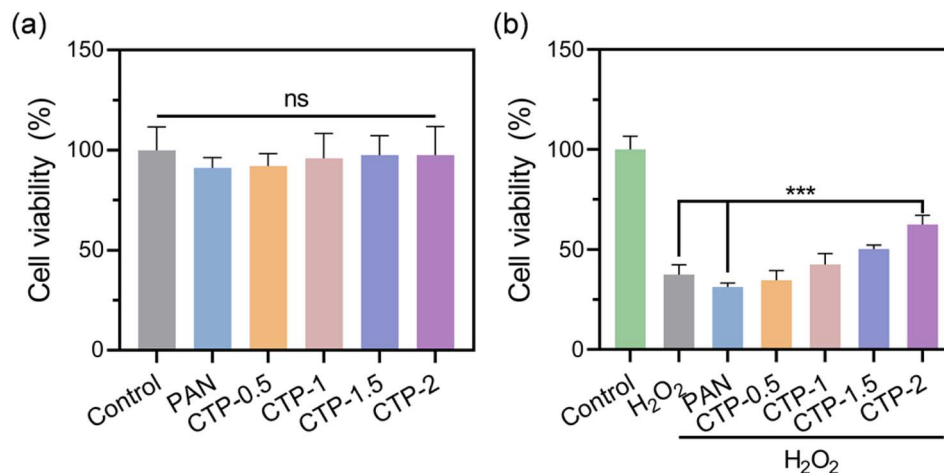 (a)
150
100
50
0
Cell viability (%)
ns
Control
PAN
CTP-0.5
CTP-1
CTP-1.5
CTP-2
(b)
150
100
50
0
Cell viability (%)
***
Control
H₂O₂
PAN
CTP-0.5
CTP-1
CTP-1.5
CTP-2
H₂O₂